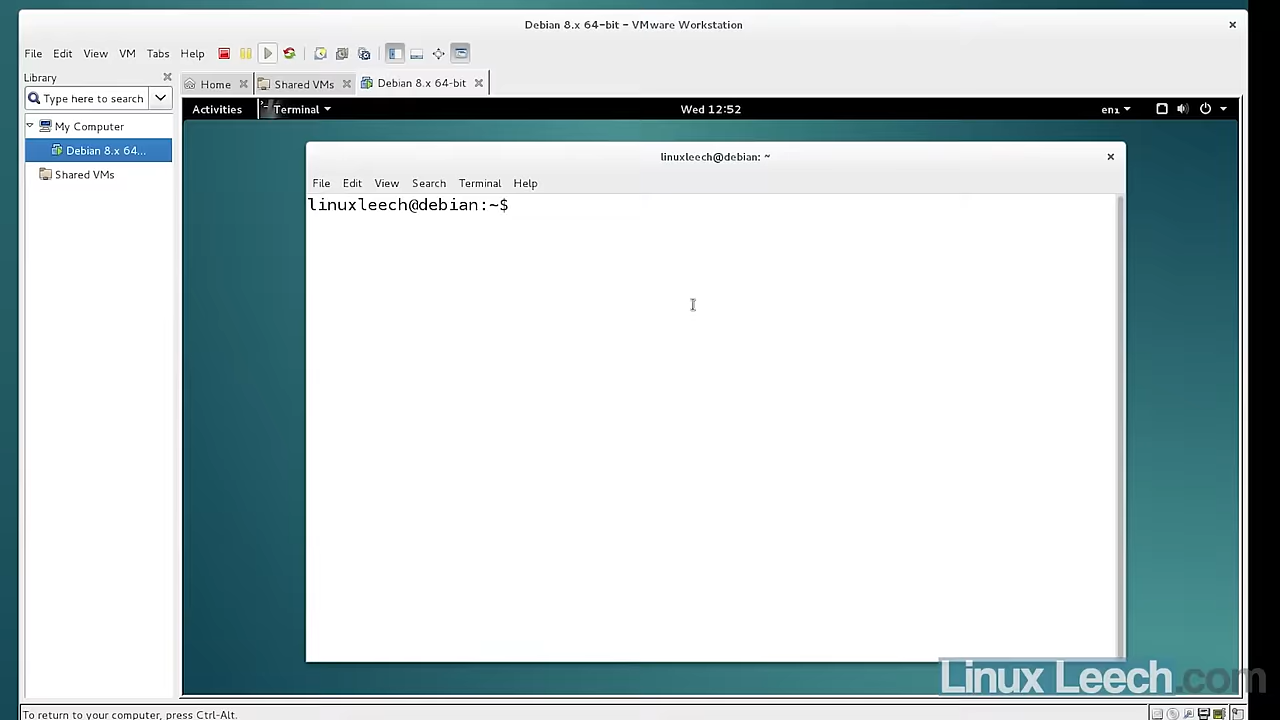 Debian 8.x 64-bit - VMware Workstation
File Edit View VM Tabs Help
Library
Type here to search
Home
Shared VMs
Debian 8.x 64-bit
My Computer
Debian 8.x 64...
Shared VMs
Activities
Terminal
Wed 12:52
en1
linuxleech@debian: ~
File Edit View Search Terminal Help
linuxleech@debian:~$
Linux Leech.com
To return to your computer, press Ctrl-Alt.